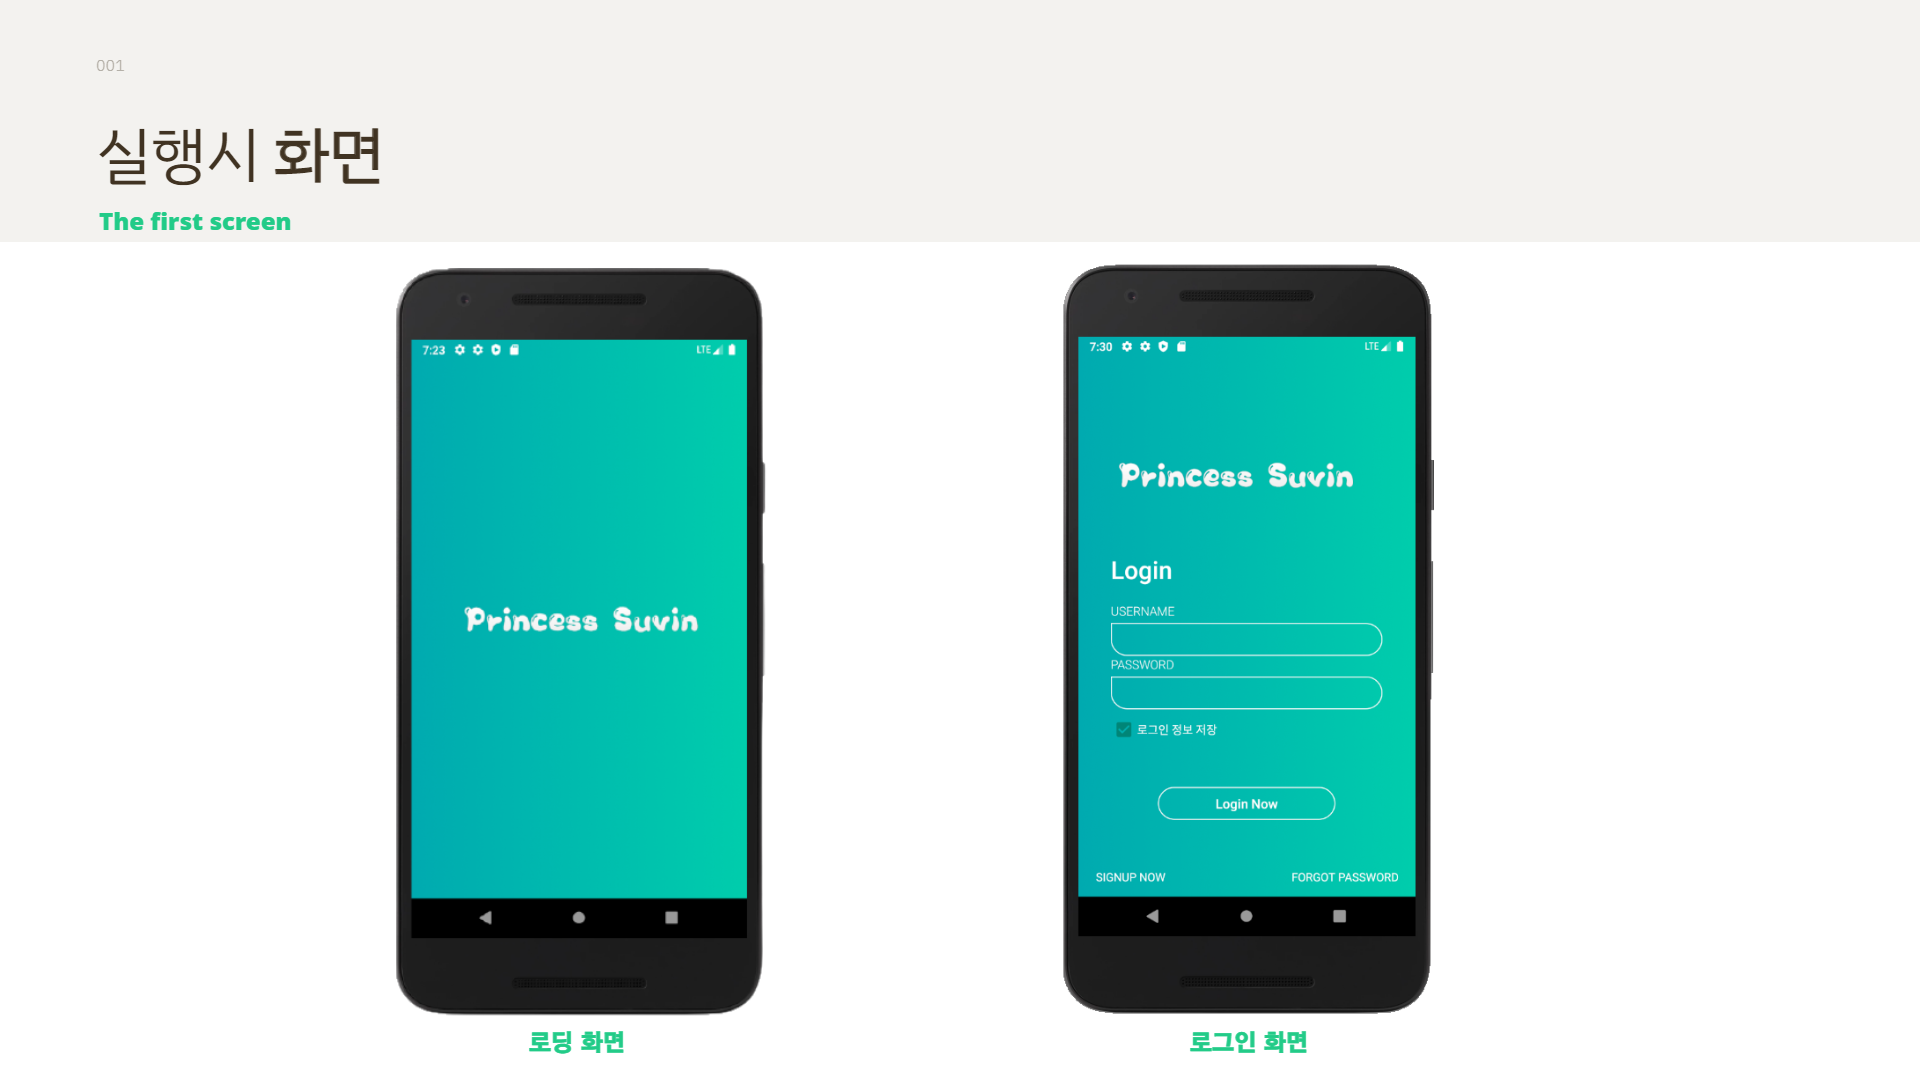 001
실행시 화면
The first screen
7:23
LTE
Princess Suvin
로딩 화면
7:30
LTE
Princess Suvin
Login
USERNAME
PASSWORD
로그인 정보 저장
Login Now
SIGNUP NOW
FORGOT PASSWORD
로그인 화면